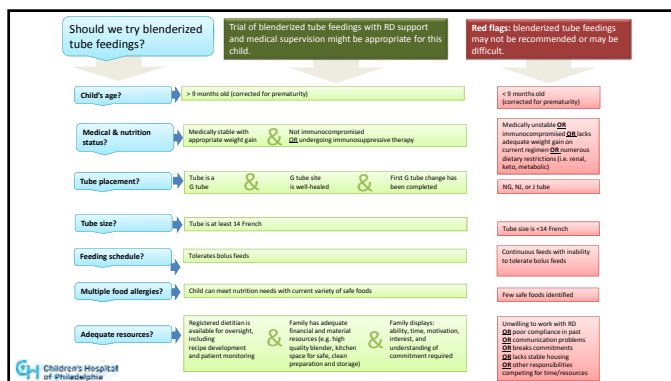 Should we try blenderized
tube feedings?
Trial of blenderized tube feedings with RD support
and medical supervision might be appropriate for this
child.
Red flags: blenderized tube feedings
may not be recommended or may be
difficult.
Child's age?
> 9 months old (corrected for prematurity)
< 9 months old
(corrected for prematurity)
Medical & nutrition
status?
Medically stable with
appropriate weight gain
&
Not immunocompromised
OR undergoing immunosuppressive therapy
Medically unstable OR
immunocompromised OR lacks
adequate weight gain on
current regimen OR numerous
dietary restrictions (i.e. renal,
keto, metabolic)
Tube placement?
Tube is a
G tube
&
G tube site
is well-healed
&
First G tube change has
been completed
NG, NJ, or J tube
Tube size?
Tube is at least 14 French
Tube size is <14 French
Feeding schedule?
Tolerates bolus feeds
Continuous feeds with inability
to tolerate bolus feeds
Multiple food allergies?
Child can meet nutrition needs with current variety of safe foods
Few safe foods identified
Adequate resources?
Registered dietitian is
available for oversight,
including
recipe development
and patient monitoring
&
Family has adequate
financial and material
resources (e.g. high
quality blender, kitchen
space for safe, clean
preparation and storage)
&
Family displays:
ability, time, motivation,
interest, and
understanding of
commitment required
Unwilling to work with RD
OR poor compliance in past
OR communication problems
OR breaks commitments
OR lacks stable housing
OR other responsibilities
competing for time/resources
Children's Hospital
of Philadelphia